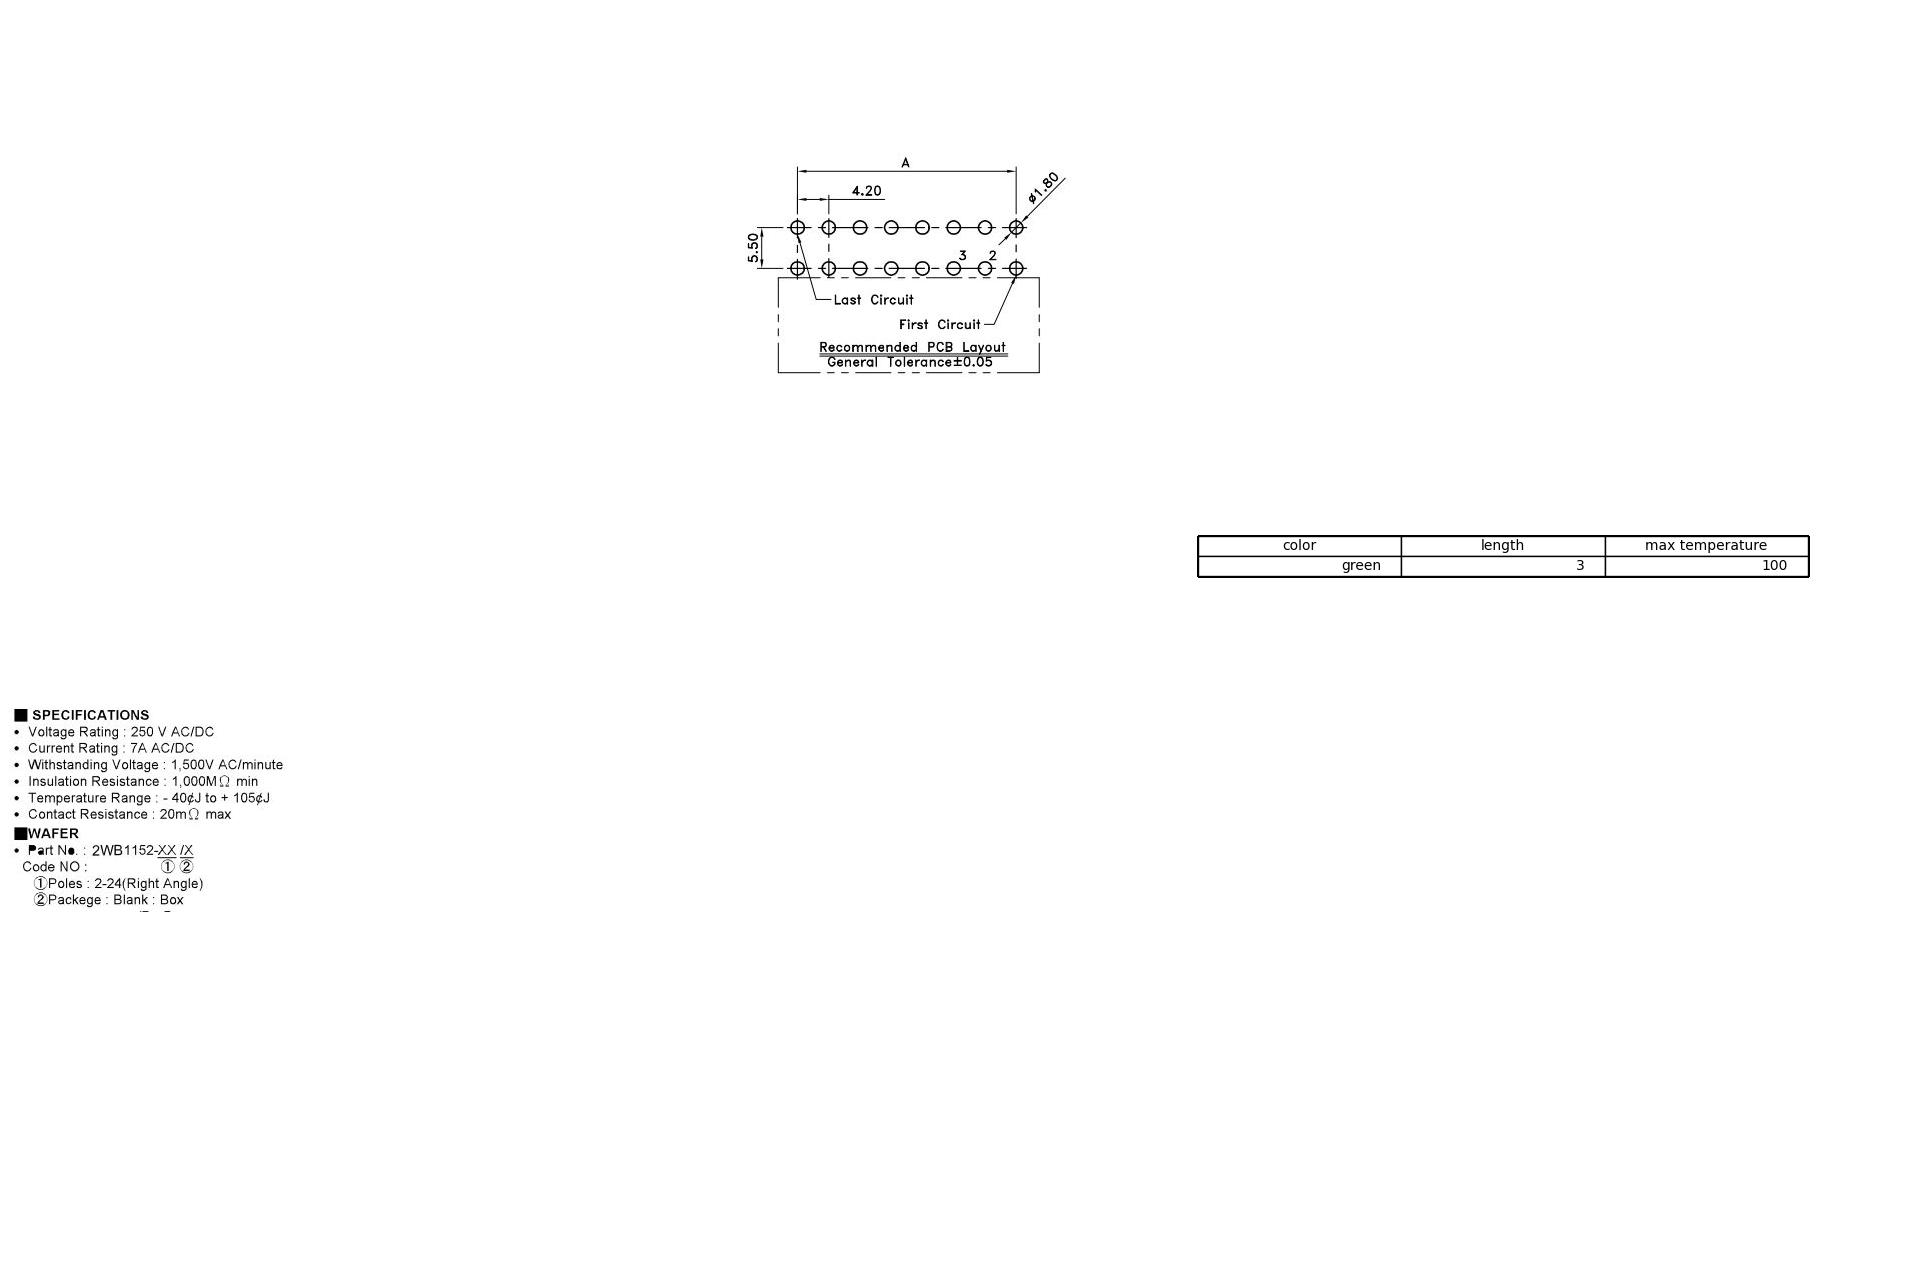 A
4.20
ø1.80
5.50
3 2
Last Circuit
First Circuit
Recommended PCB Layout
General Tolerance±0.05
color length max temperature
green 3 100
■ SPECIFICATIONS
• Voltage Rating : 250 V AC/DC
• Current Rating : 7A AC/DC
• Withstanding Voltage : 1,500V AC/minute
• Insulation Resistance : 1,000MΩ min
• Temperature Range : - 40¢J to + 105¢J
• Contact Resistance : 20mΩ max
■WAFER
• Part No. : 2WB1152-XX /X
Code NO : ① ②
①Poles : 2-24(Right Angle)
②Packege : Blank : Box